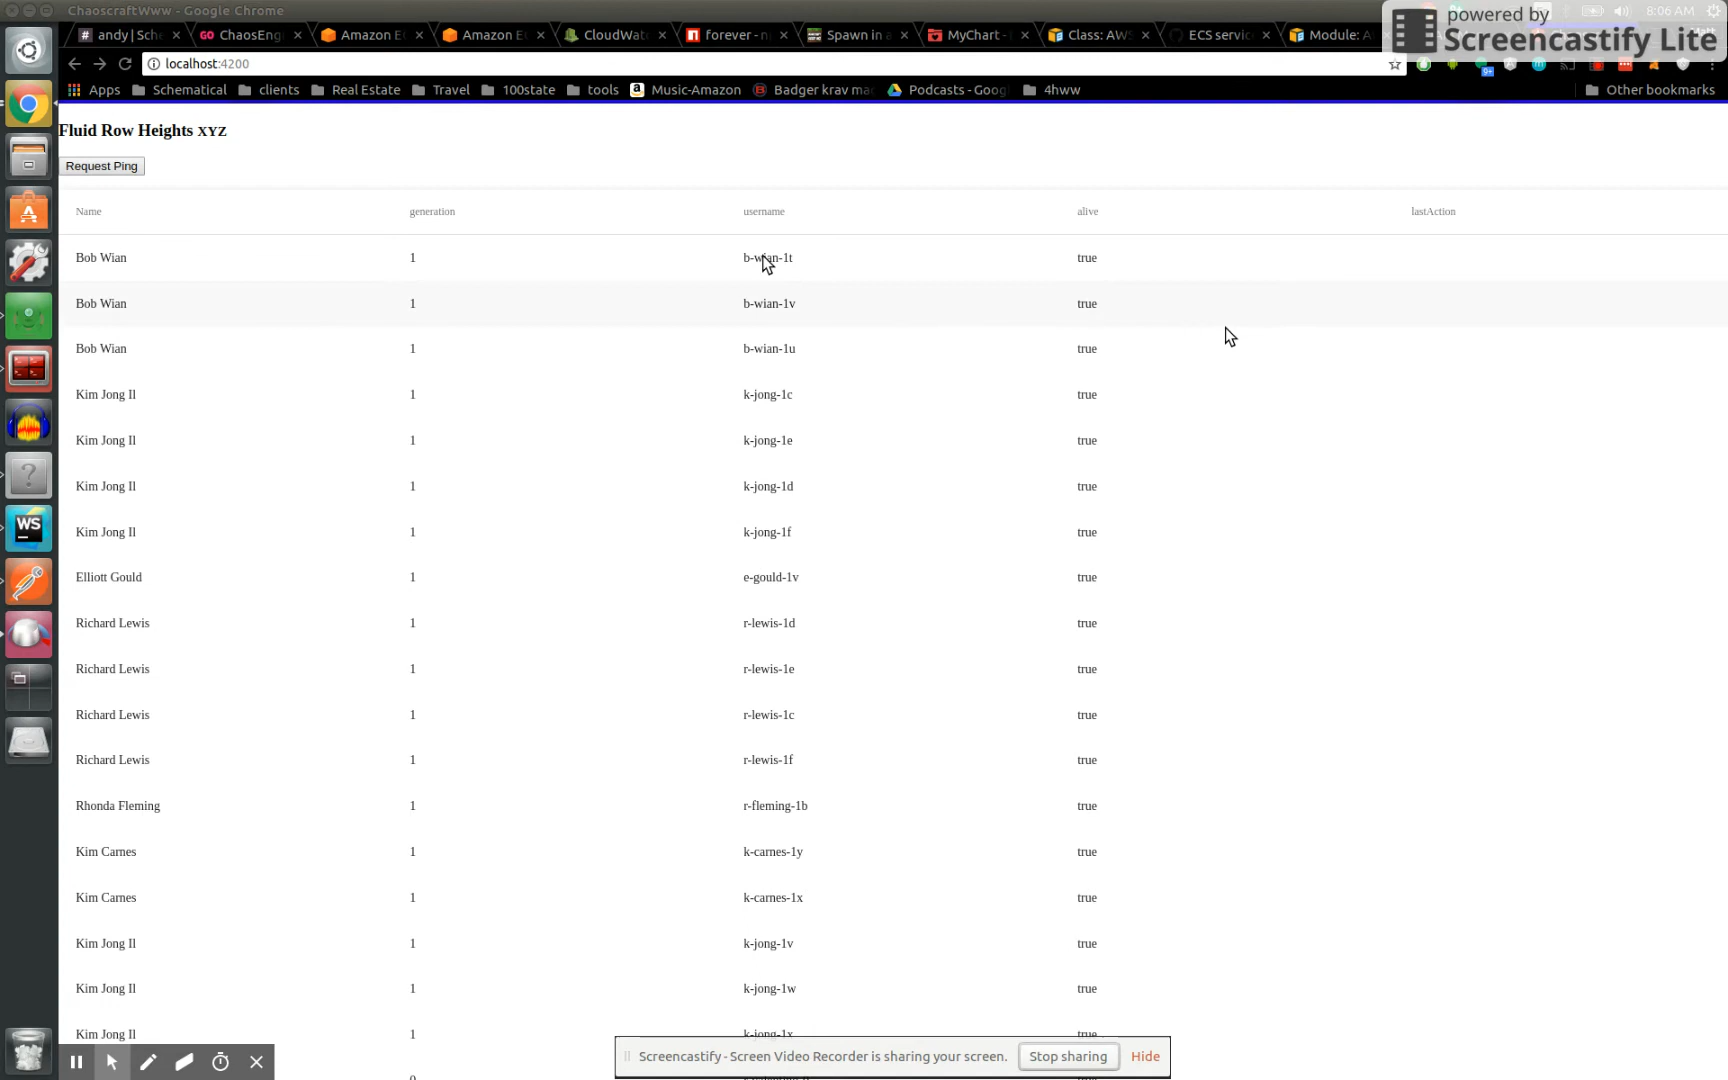 ChaoscraftWww - Google Chrome
8:06 AM
powered by
Screencastify Lite
andy | Sche
ChaosEng
Amazon E
Amazon E
CloudWat
forever - n
Spawn in a
MyChart -
Class: AWS
ECS servic
Module: A
localhost:4200
Apps Schematical clients Real Estate Travel 100state tools Music-Amazon Badger krav ma Podcasts - Goog 4hww Other bookmarks
Fluid Row Heights XYZ
Request Ping
Name generation username alive lastAction
Bob Wian 1 b-wian-1t true
Bob Wian 1 b-wian-1v true
Bob Wian 1 b-wian-1u true
Kim Jong Il 1 k-jong-1c true
Kim Jong Il 1 k-jong-1e true
Kim Jong Il 1 k-jong-1d true
Kim Jong Il 1 k-jong-1f true
Elliott Gould 1 e-gould-1v true
Richard Lewis 1 r-lewis-1d true
Richard Lewis 1 r-lewis-1e true
Richard Lewis 1 r-lewis-1c true
Richard Lewis 1 r-lewis-1f true
Rhonda Fleming 1 r-fleming-1b true
Kim Carnes 1 k-carnes-1y true
Kim Carnes 1 k-carnes-1x true
Kim Jong Il 1 k-jong-1v true
Kim Jong Il 1 k-jong-1w true
Kim Jong Il 1 k-jong-1x true
Screencastify - Screen Video Recorder is sharing your screen. Stop sharing Hide